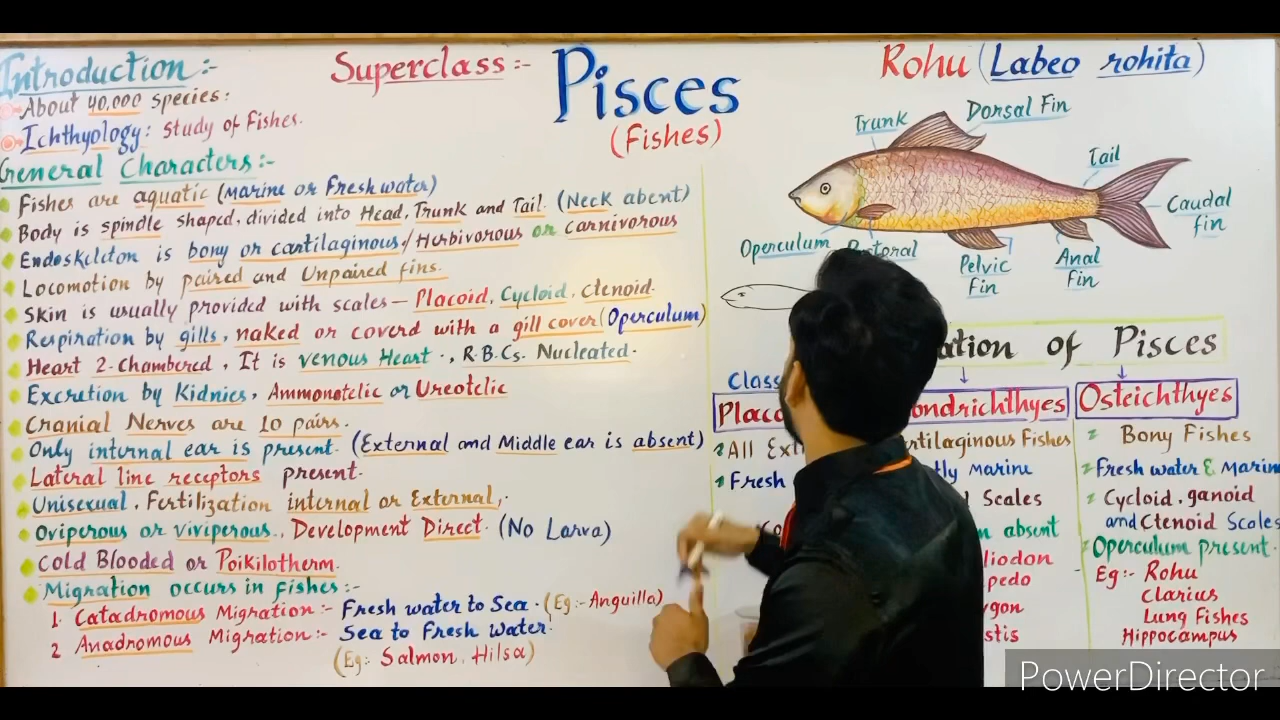 Introduction:-
About 40,000 species:
Ichthyology: Study of Fishes.
Superclass:- Pisces
(Fishes)
General Characters:-
Fishes are aquatic (Marine or Freshwater)
Body is spindle shaped, divided into Head, Trunk and Tail. (Neck abent)
Endoskeleton is bony or cartilaginous/Herbivorous or carnivorous
Locomotion by paired and Unpaired fins.
Skin is usually provided with scales — Placoid, Cycloid, Ctenoid.
Respiration by gills, naked or coverd with a gill cover (Operculum)
Heart 2-Chambered, It is venous Heart., R.B.Cs. Nucleated.
Excretion by Kidnies, Ammonotelic or Ureotelic
Cranial Nerves are 10 pairs.
Only internal ear is present. (External and Middle ear is absent)
Lateral line receptors present.
Unisexual, Fertilization internal or External,.
Oviperous or viviperous., Development Direct. (No Larva)
Cold Blooded or Poikilotherm.
Migration occurs in fishes:-
1. Catadromous Migration:- Fresh water to Sea. (Eg:- Anguilla)
2 Anadromous Migration:- Sea to Fresh water.
(Eg: Salmon, Hilsa)
Rohu (Labeo rohita)
Trunk
Dorsal Fin
Tail
Caudal
fin
Operculum
Pelvic
Fin
Anal
Fin
of Pisces
Class
ondrichthyes
Osteichthyes
All
Fresh
Fishes
Marine
Scales
absent
Bony Fishes
Fresh water & Marin
Cycloid, ganoid
and Ctenoid Scales
Operculum present.
Eg:- Rohu
Clarius
Lung Fishes
Hippocampus
PowerDirector